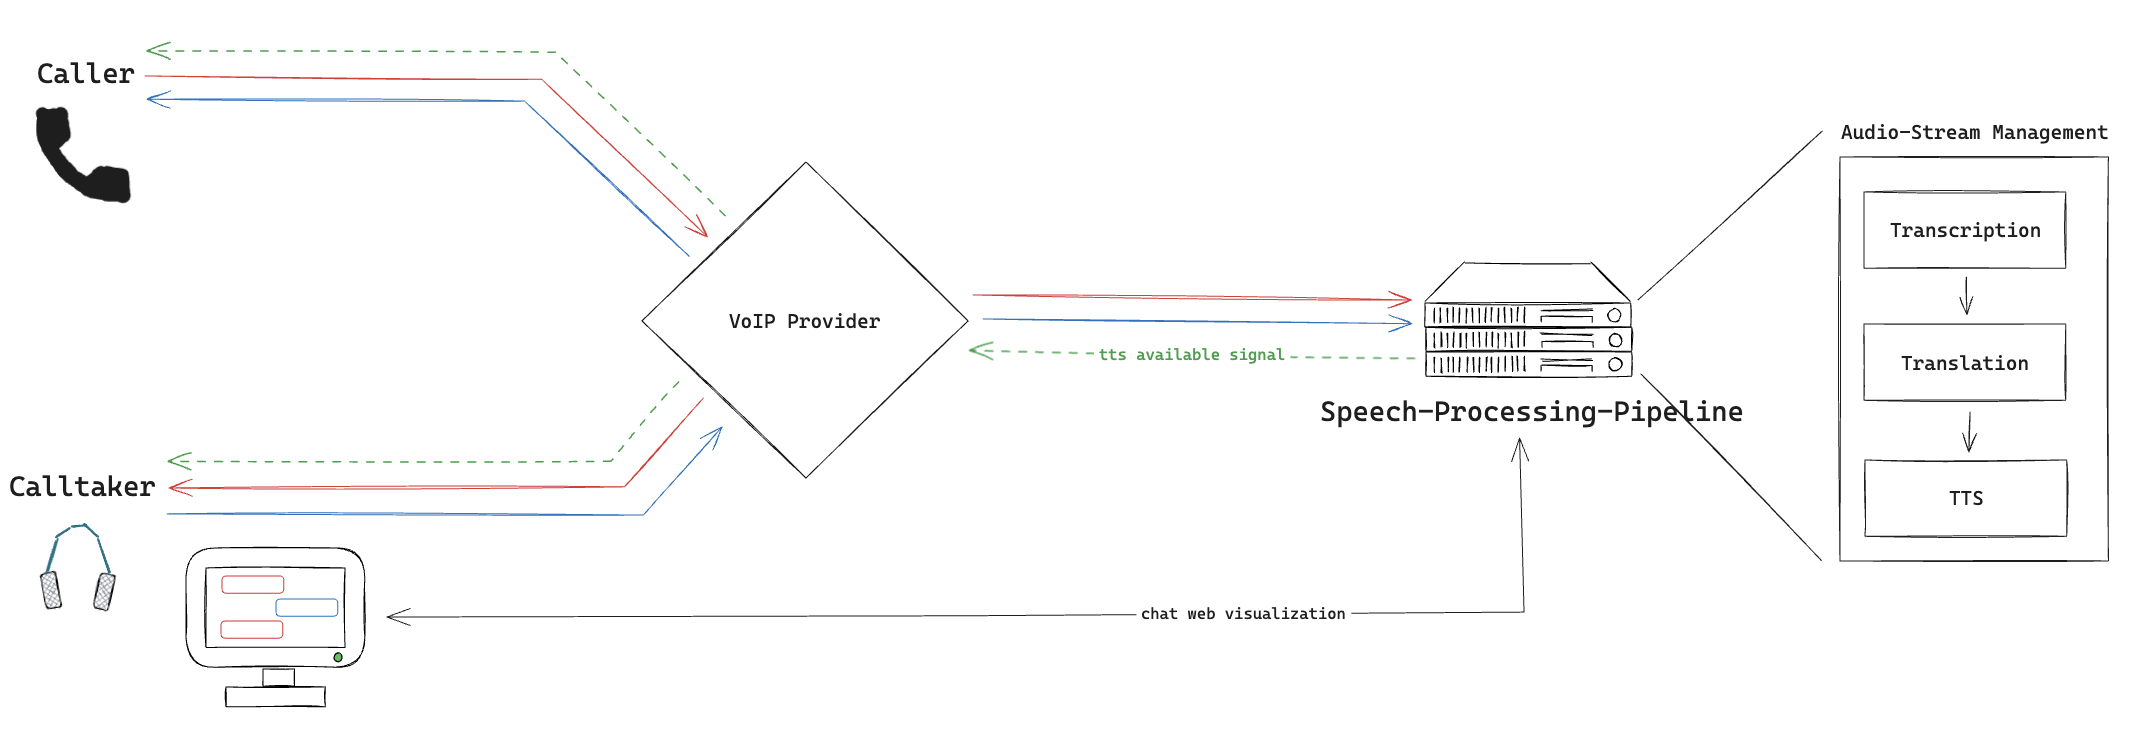 Caller
Audio-Stream Management
Transcription
VoIP Provider
tts available signal
Translation
Speech-Processing-Pipeline
Calltaker
TTS
chat web visualization